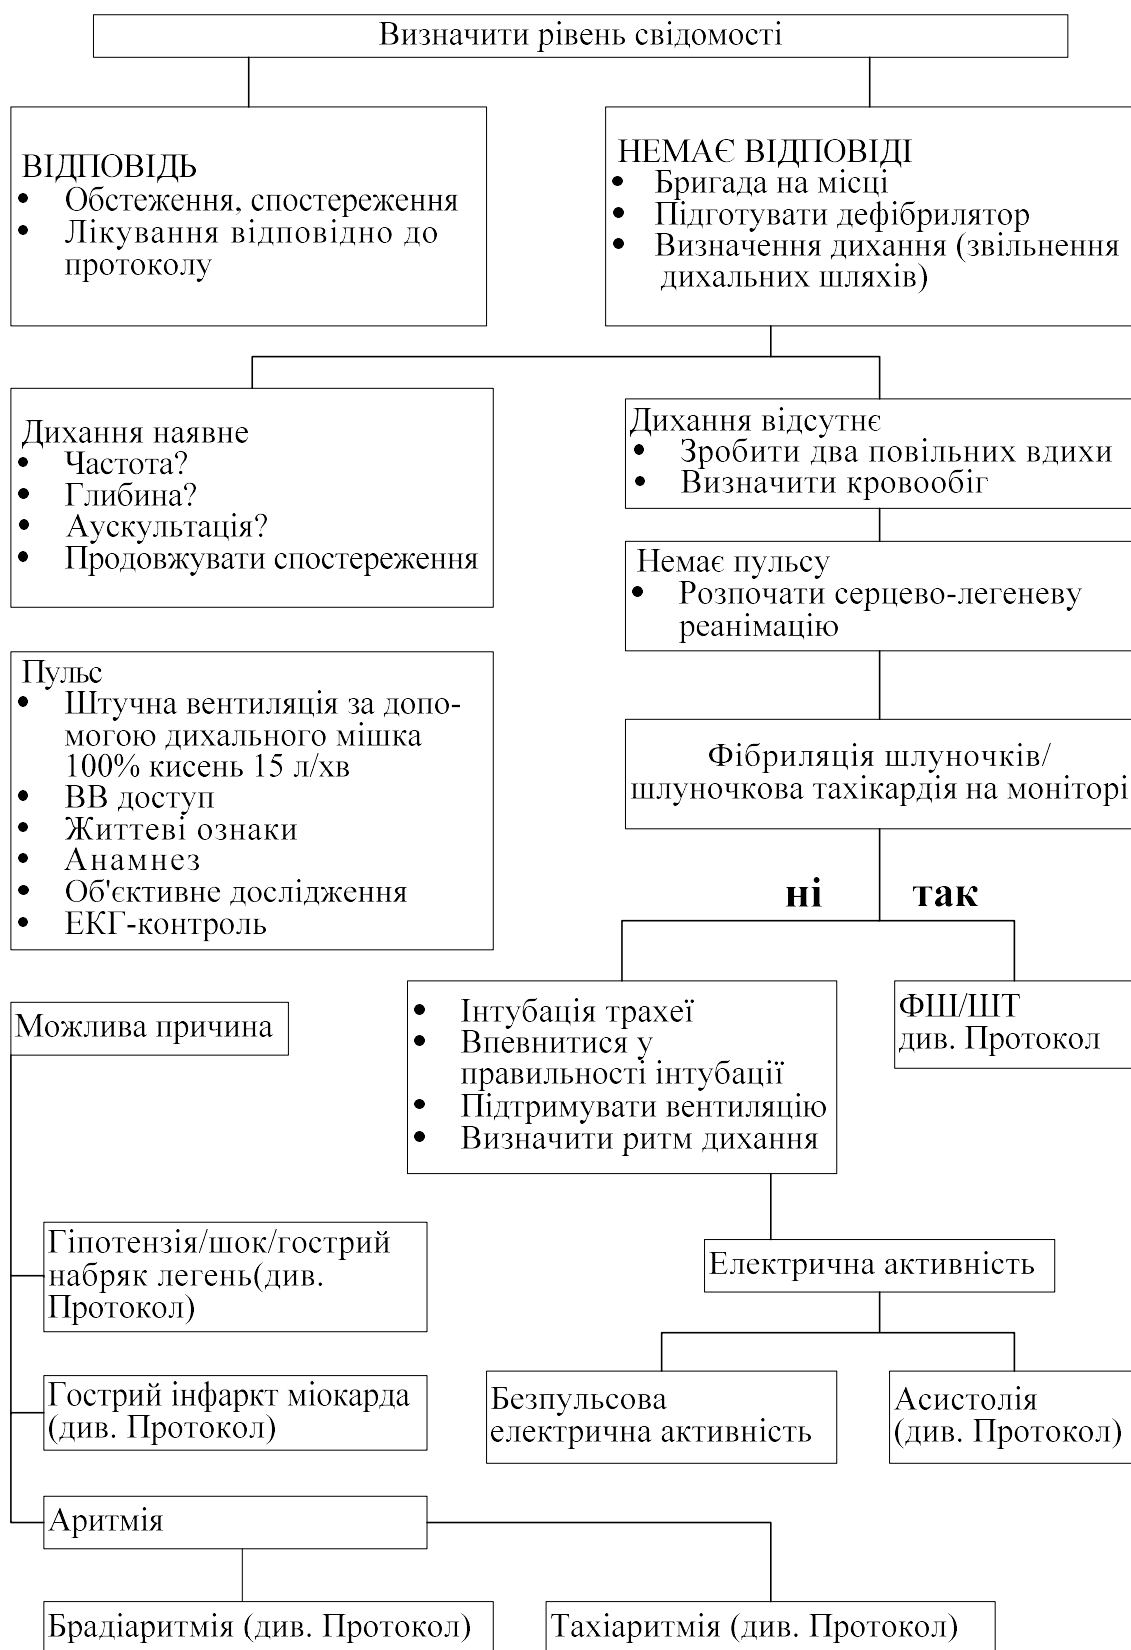 Визначити рівень свідомості
ВІДПОВІДЬ
• Обстеження, спостереження
• Лікування відповідно до
протоколу
НЕМАЄ ВІДПОВІДІ
• Бригада на місці
• Підготувати дефібрилятор
• Визначення дихання (звільнення
дихальних шляхів)
Дихання наявне
• Частота?
• Глибина?
• Аускультація?
• Продовжувати спостереження
Дихання відсутнє
• Зробити два повільних вдихи
• Визначити кровообіг
Немає пульсу
• Розпочати серцево-легеневу
реанімацію
Пульс
• Штучна вентиляція за допо-
могою дихального мішка
100% кисень 15 л/хв
• ВВ доступ
• Життеві ознаки
• Анамнез
• Об'єктивне дослідження
• ЕКГ-контроль
Фібриляція шлуночків/
шлуночкова тахікардія на моніторі
ні так
Можлива причина
• Інтубація трахеї
• Впевнитися у
правильності інтубації
• Підтримувати вентиляцію
• Визначити ритм дихання
ФШ/ШТ
див. Протокол
Гіпотензія/шок/гострий
набряк легень(див.
Протокол)
Електрична активність
Гострий інфаркт міокарда
(див. Протокол)
Безпульсова
електрична активність
Асистолія
(див. Протокол)
Аритмія
Брадіаритмія (див. Протокол)
Тахіаритмія (див. Протокол)